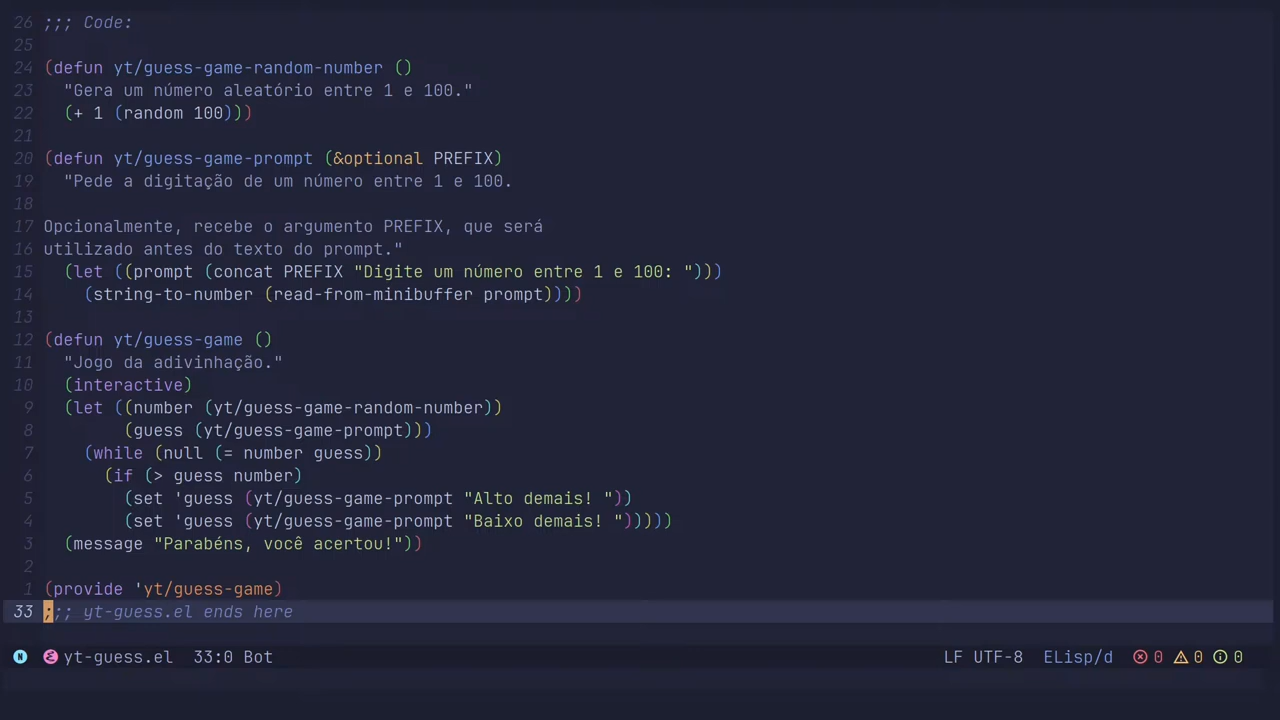 26 ;;; Code:
25
24 (defun yt/guess-game-random-number ()
23   "Gera um número aleatório entre 1 e 100."
22   (+ 1 (random 100)))
21
20 (defun yt/guess-game-prompt (&optional PREFIX)
19   "Pede a digitação de um número entre 1 e 100.
18
17 Opcionalmente, recebe o argumento PREFIX, que será
16 utilizado antes do texto do prompt."
15   (let ((prompt (concat PREFIX "Digite um número entre 1 e 100: ")))
14     (string-to-number (read-from-minibuffer prompt))))
13
12 (defun yt/guess-game ()
11   "Jogo da adivinhação."
10   (interactive)
9   (let ((number (yt/guess-game-random-number))
8         (guess (yt/guess-game-prompt)))
7     (while (null (= number guess))
6       (if (> guess number)
5         (set 'guess (yt/guess-game-prompt "Alto demais! "))
4         (set 'guess (yt/guess-game-prompt "Baixo demais! ")))))
3   (message "Parabéns, você acertou!"))
2
1 (provide 'yt/guess-game)
33 ;;; yt-guess.el ends here
N yt-guess.el 33:0 Bot LF UTF-8 ELisp/d 0 0 0